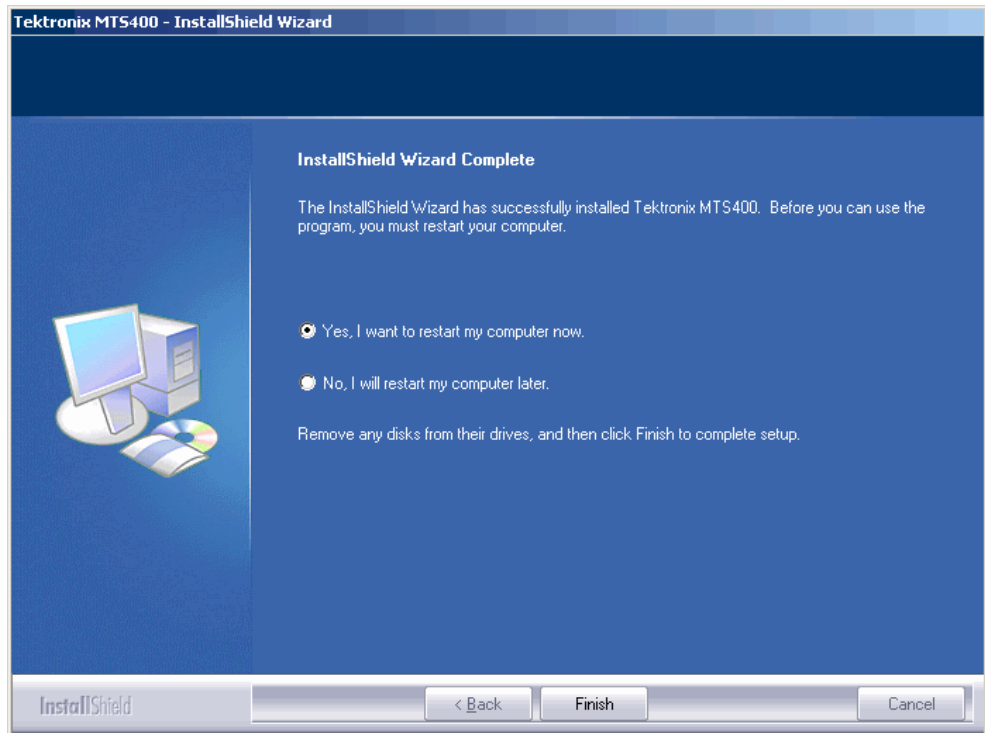 Tektronix MTS400 - InstallShield Wizard
InstallShield Wizard Complete
The InstallShield Wizard has successfully installed Tektronix MTS400.  Before you can use the
program, you must restart your computer.
Yes, I want to restart my computer now.
No, I will restart my computer later.
Remove any disks from their drives, and then click Finish to complete setup.
InstallShield
< Back
Finish
Cancel